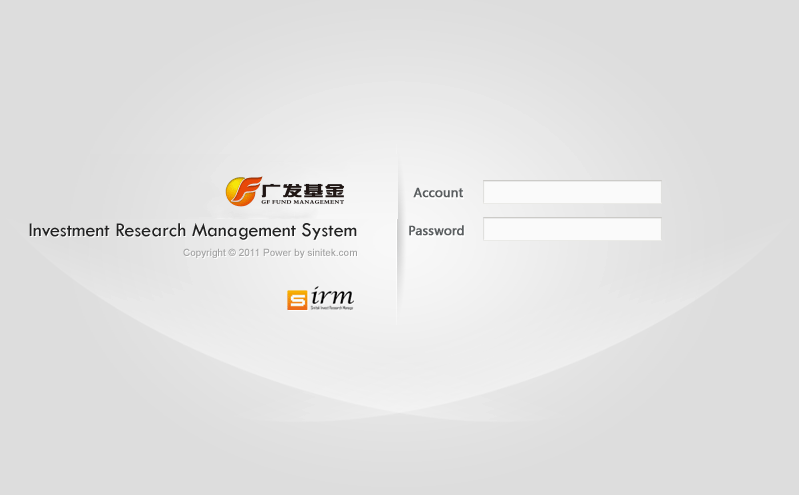 广发基金
GF FUND MANAGEMENT
Investment Research Management System
Copyright © 2011 Power by sinitek.com
S irm
Account
Password